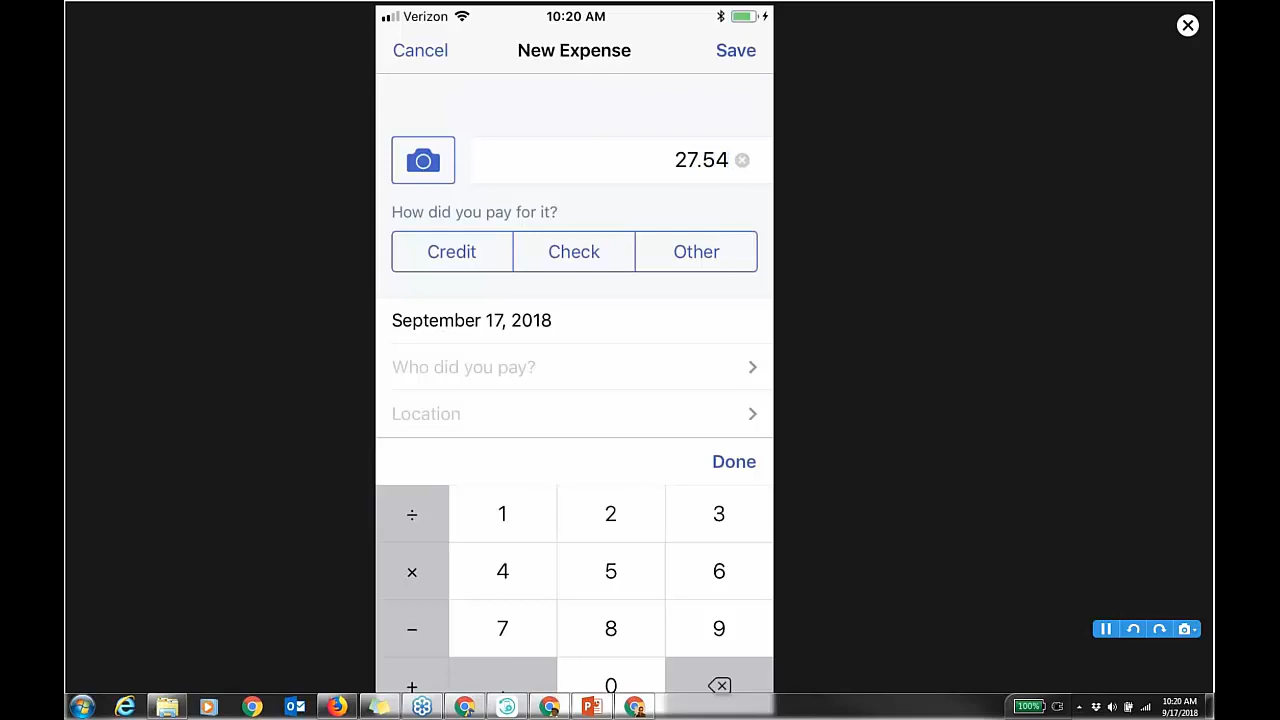 Verizon 10:20 AM
Cancel New Expense Save
27.54
How did you pay for it?
Credit Check Other
September 17, 2018
Who did you pay?
Location
Done
÷ 1 2 3
× 4 5 6
− 7 8 9
+ . 0
100% 10:20 AM
9/17/2018